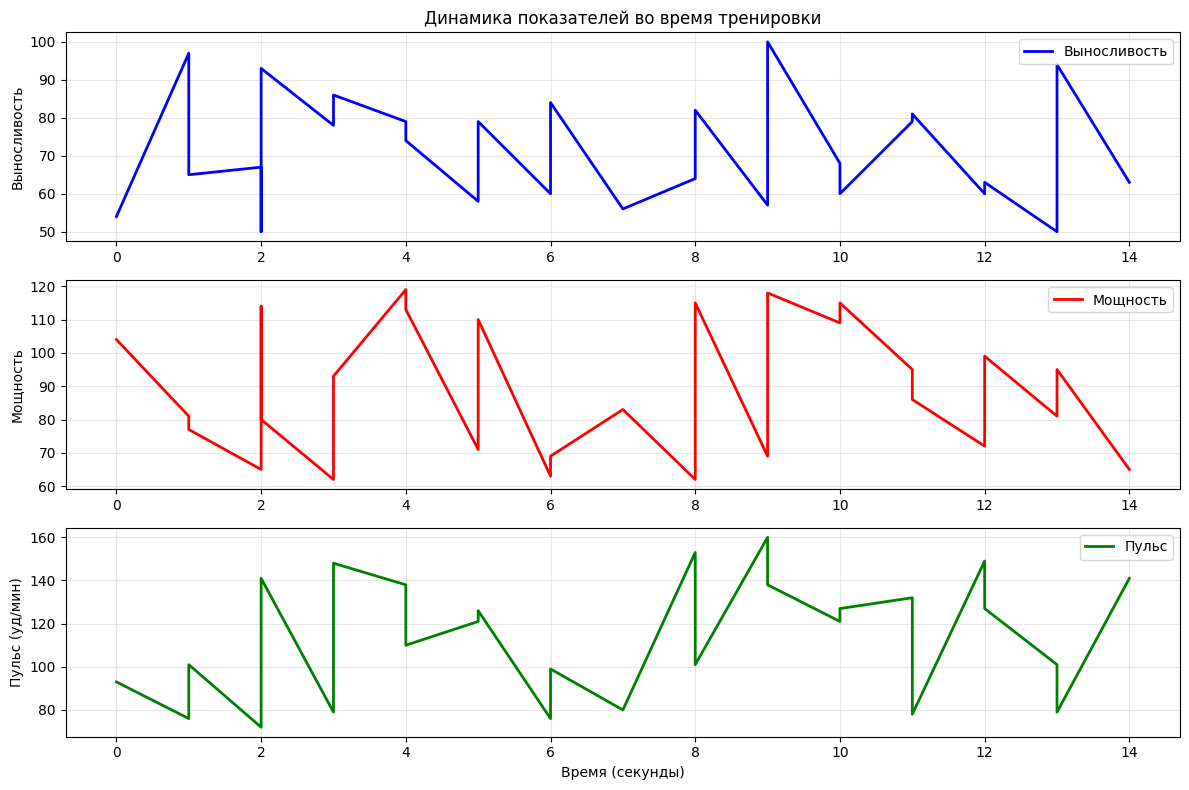 Динамика показателей во время тренировки
Выносливость
100
90
80
70
60
50
Выносливость
0 2 4 6 8 10 12 14
Мощность
120
110
100
90
80
70
60
Мощность
0 2 4 6 8 10 12 14
Пульс (уд/мин)
160
140
120
100
80
Пульс
0 2 4 6 8 10 12 14
Время (секунды)